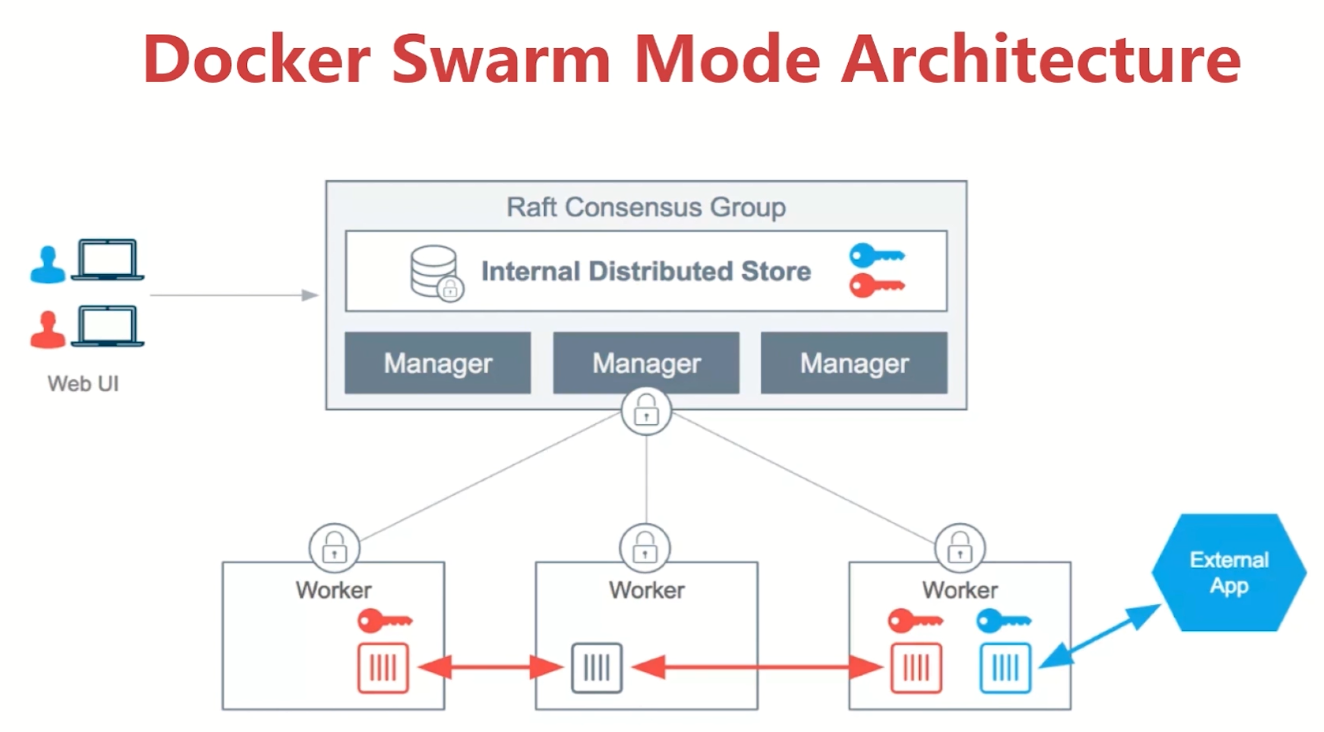 Docker Swarm Mode Architecture
Raft Consensus Group
Internal Distributed Store
Manager
Manager
Manager
Web UI
Worker
Worker
Worker
External
App